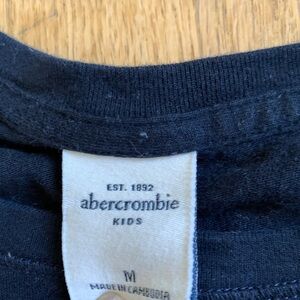 EST. 1892
abercrombie
KIDS
M
MADE IN CAMBODIA